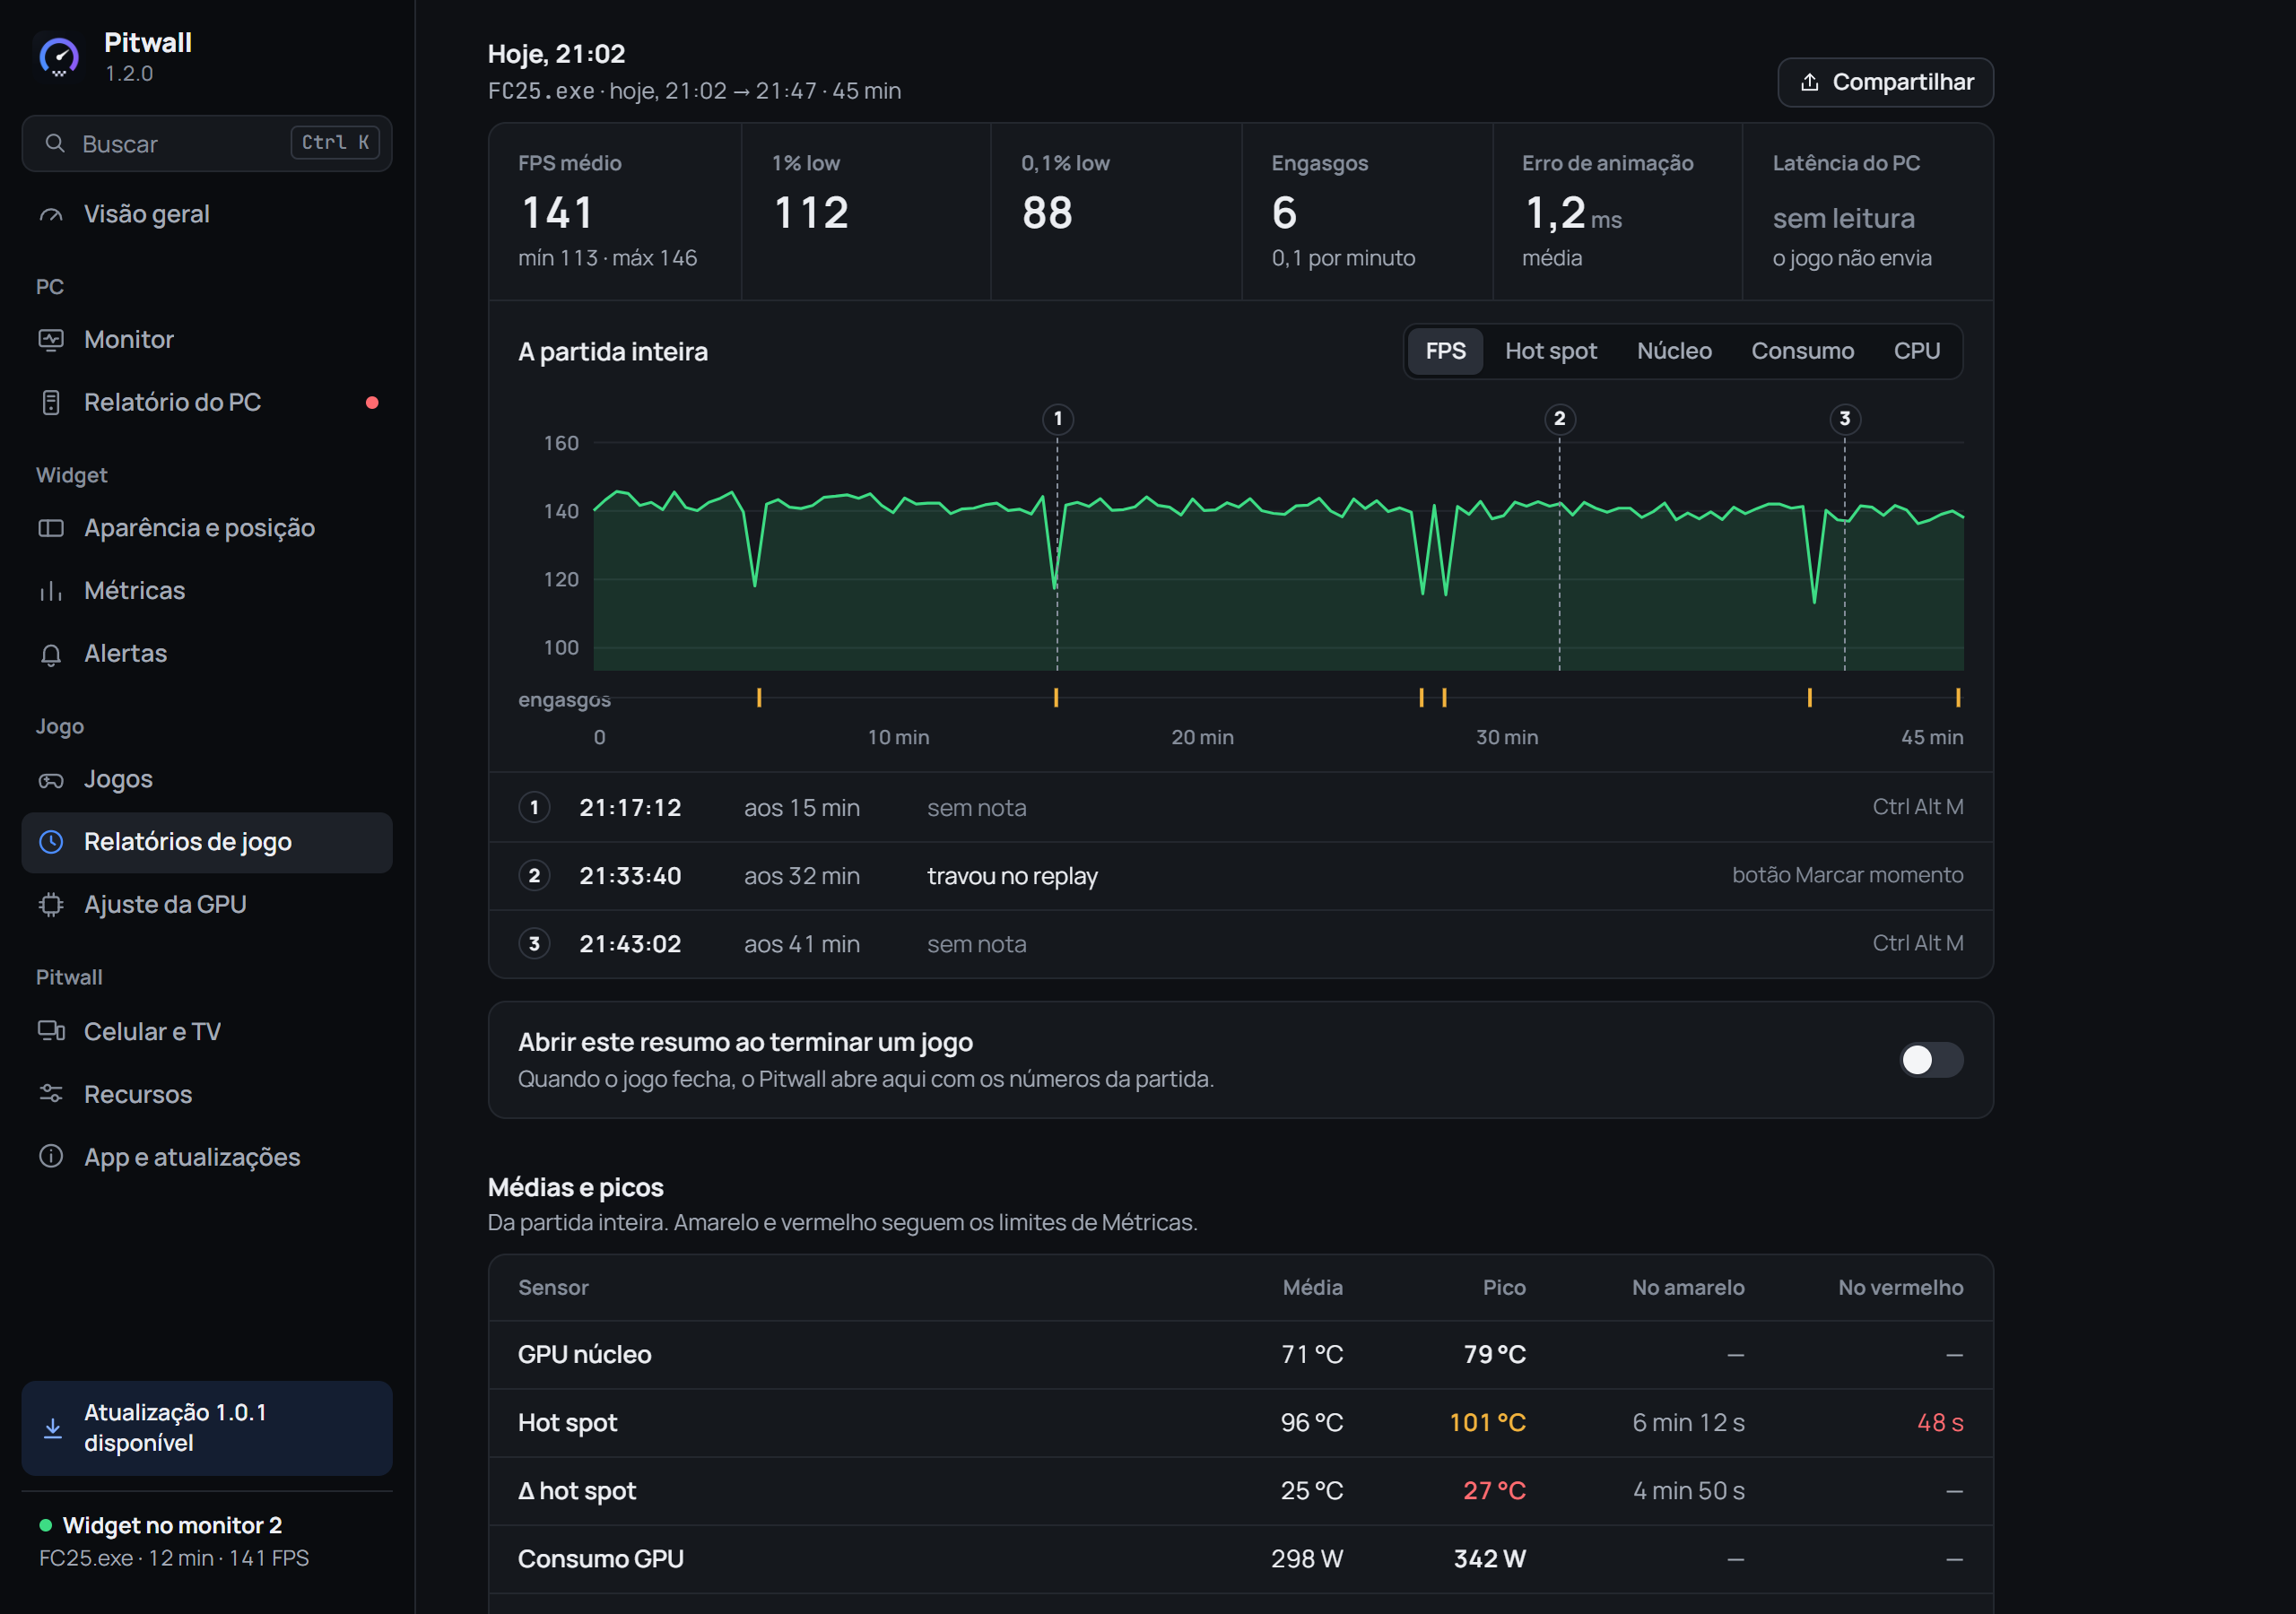 Pitwall
1.2.0
Buscar
Ctrl K
Visão geral
PC
Monitor
Relatório do PC
Widget
Aparência e posição
Métricas
Alertas
Jogo
Jogos
Relatórios de jogo
Ajuste da GPU
Pitwall
Celular e TV
Recursos
App e atualizações
Atualização 1.0.1
disponível
Widget no monitor 2
FC25.exe · 12 min · 141 FPS
Hoje, 21:02
FC25.exe · hoje, 21:02 → 21:47 · 45 min
Compartilhar
FPS médio
141
mín 113 · máx 146
1% low
112
0,1% low
88
Engasgos
6
0,1 por minuto
Erro de animação
1,2 ms
média
Latência do PC
sem leitura
o jogo não envia
A partida inteira
FPS Hot spot Núcleo Consumo CPU
1 2 3
160
140
120
100
engasgos
0 10 min 20 min 30 min 45 min
1 21:17:12 aos 15 min sem nota Ctrl Alt M
2 21:33:40 aos 32 min travou no replay botão Marcar momento
3 21:43:02 aos 41 min sem nota Ctrl Alt M
Abrir este resumo ao terminar um jogo
Quando o jogo fecha, o Pitwall abre aqui com os números da partida.
Médias e picos
Da partida inteira. Amarelo e vermelho seguem os limites de Métricas.
Sensor Média Pico No amarelo No vermelho
GPU núcleo 71 °C 79 °C — —
Hot spot 96 °C 101 °C 6 min 12 s 48 s
Δ hot spot 25 °C 27 °C 4 min 50 s —
Consumo GPU 298 W 342 W — —